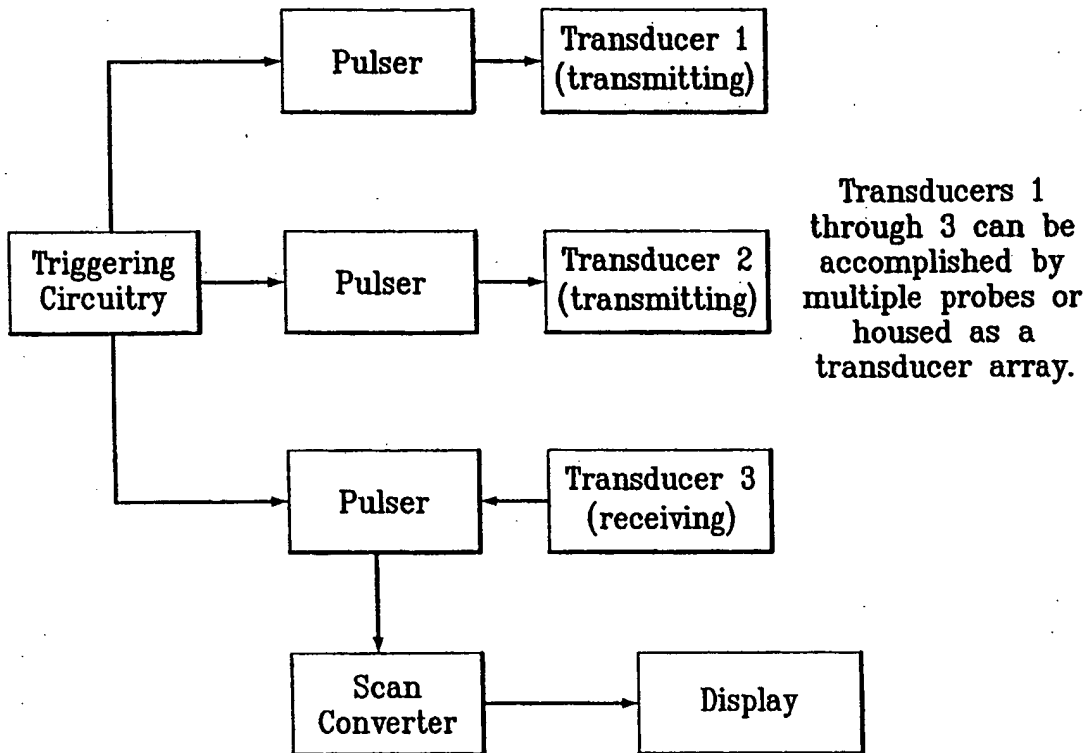 Pulser
Transducer 1
(transmitting)
Triggering
Circuitry
Pulser
Transducer 2
(transmitting)
Transducers 1
through 3 can be
accomplished by
multiple probes or
housed as a
transducer array.
Pulser
Transducer 3
(receiving)
Scan
Converter
Display